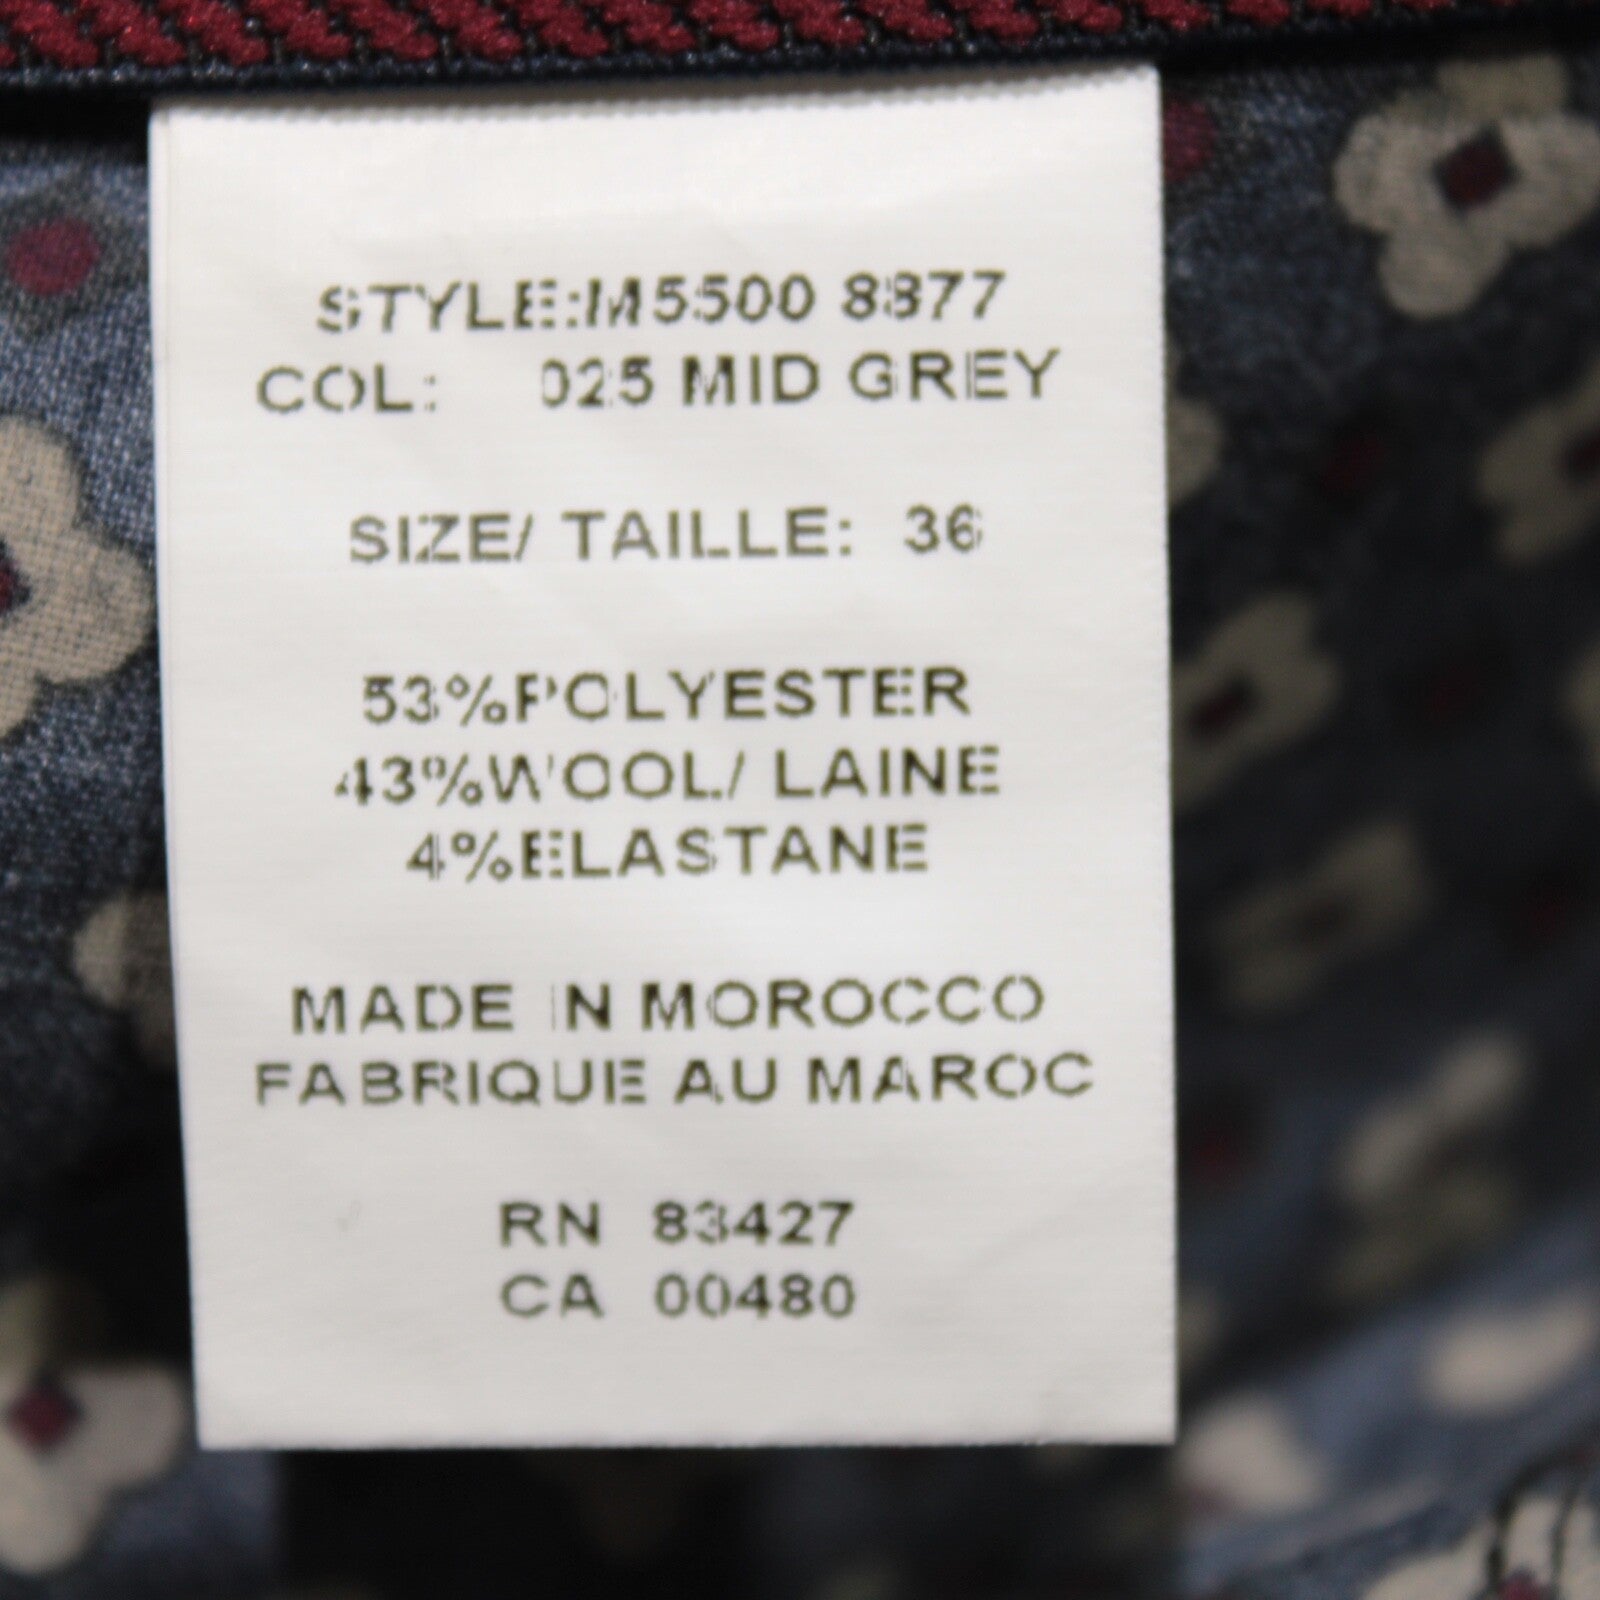 STYLE:M5500 8877
COL: 025 MID GREY
SIZE/ TAILLE: 36
53%POLYESTER
43%WOOL/ LAINE
4%ELASTANE
MADE IN MOROCCO
FABRIQUE AU MAROC
RN 83427
CA 00480